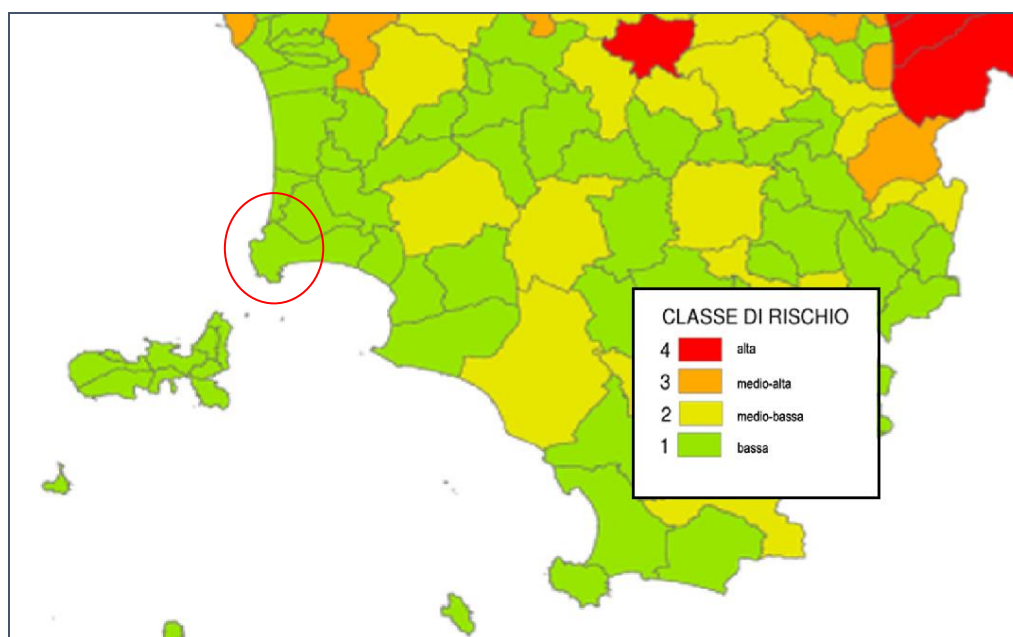 CLASSE DI RISCHIO
4 alta
3 medio-alta
2 medio-bassa
1 bassa